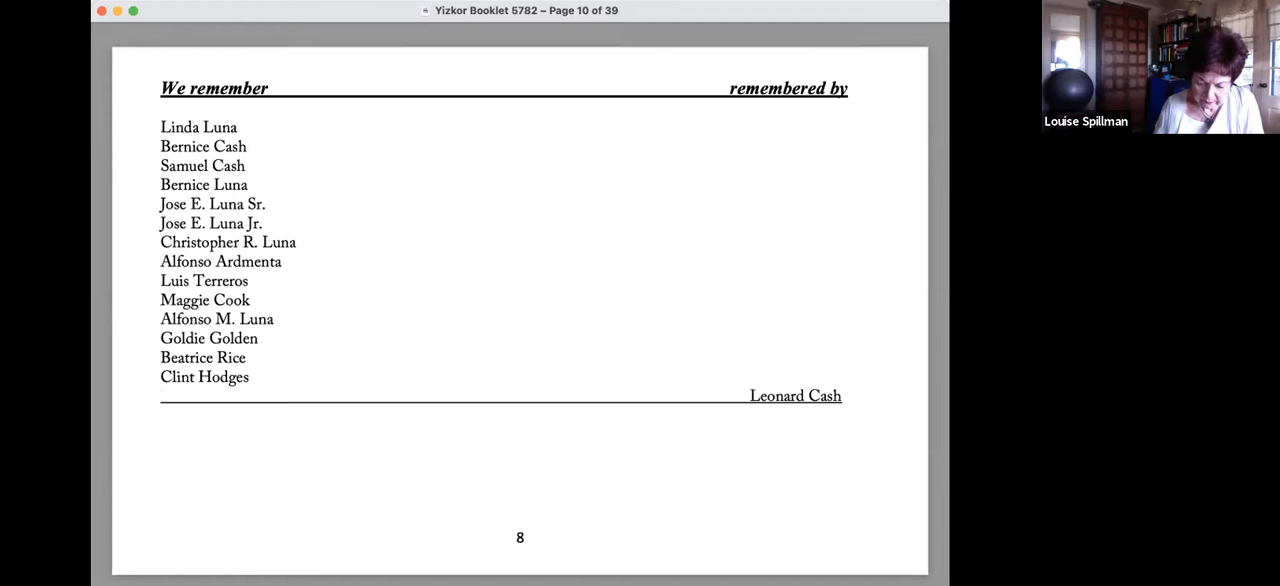 Yizkor Booklet 5782 – Page 10 of 39
We remember remembered by
Linda Luna
Bernice Cash
Samuel Cash
Bernice Luna
Jose E. Luna Sr.
Jose E. Luna Jr.
Christopher R. Luna
Alfonso Ardmenta
Luis Terreros
Maggie Cook
Alfonso M. Luna
Goldie Golden
Beatrice Rice
Clint Hodges
Leonard Cash
8
Louise Spillman